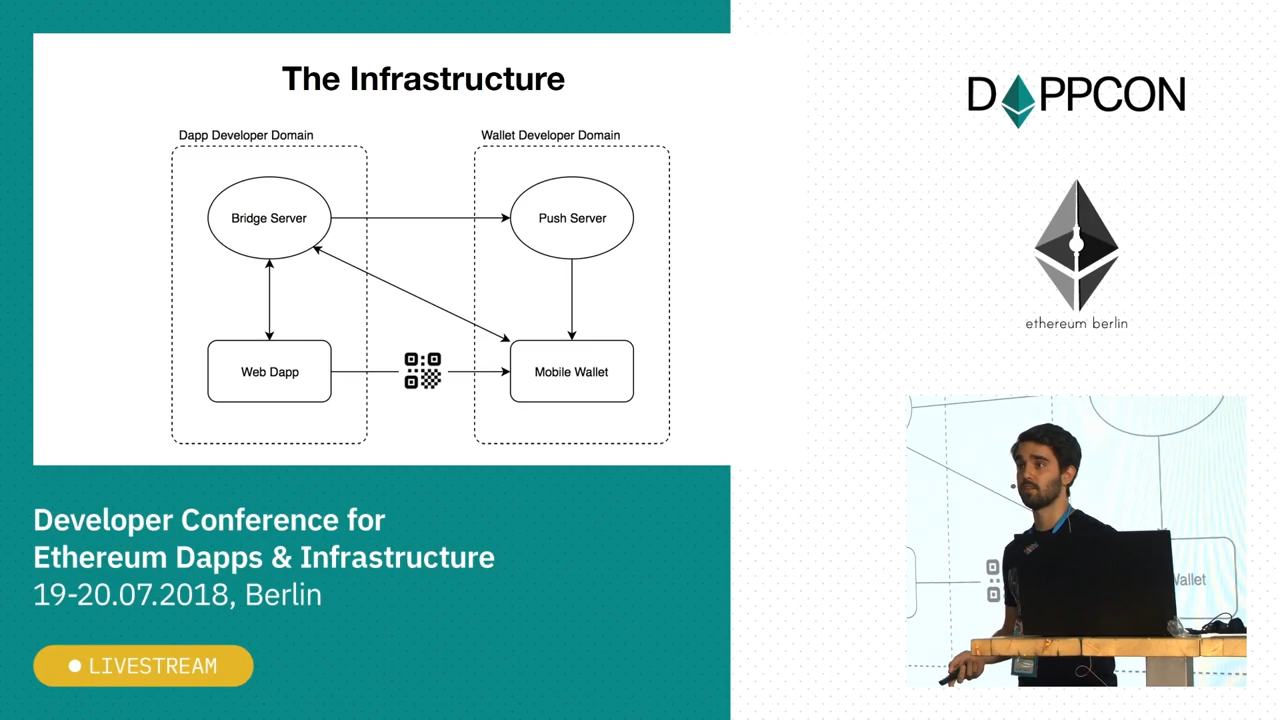 The Infrastructure
Dapp Developer Domain
Wallet Developer Domain
Bridge Server
Push Server
Web Dapp
Mobile Wallet
D PPCON
ethereum berlin
Wallet
Developer Conference for
Ethereum Dapps & Infrastructure
19-20.07.2018, Berlin
LIVESTREAM